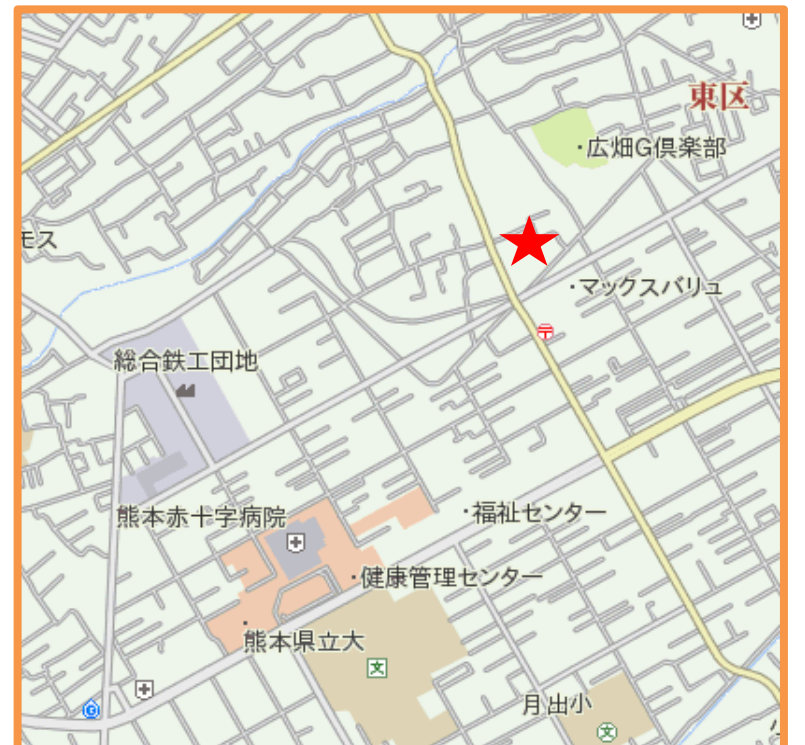 東区
・広畑G倶楽部
モス
・マックスバリュ
総合鉄工団地
熊本赤十字病院
・福祉センター
・健康管理センター
熊本県立大
文
月出小
文